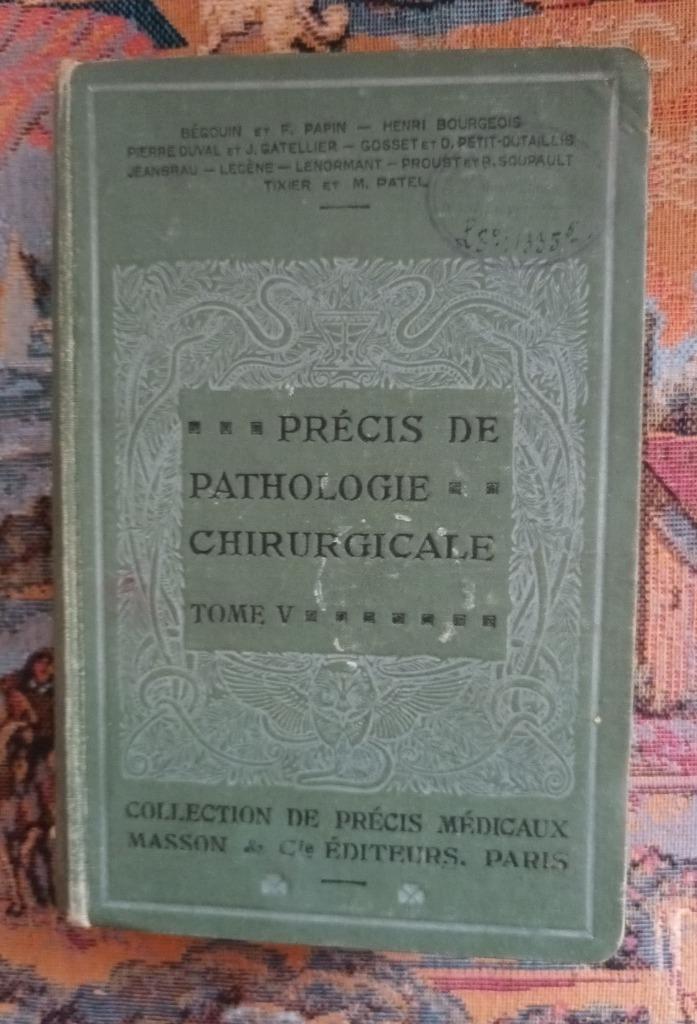 BÉGOUIN ET F. PAPIN — HENRI BOURGEOIS
PIERRE DUVAL ET J. GATELLIER — GOSSET ET D. PETIT-DUTAILLIS
JEANBRAU — LECÈNE — LENORMANT — PROUST ET R. SOUPAULT
TIXIER ET M. PATEL
PRÉCIS DE
PATHOLOGIE
CHIRURGICALE
TOME V
COLLECTION DE PRÉCIS MÉDICAUX
MASSON & Cie ÉDITEURS. PARIS